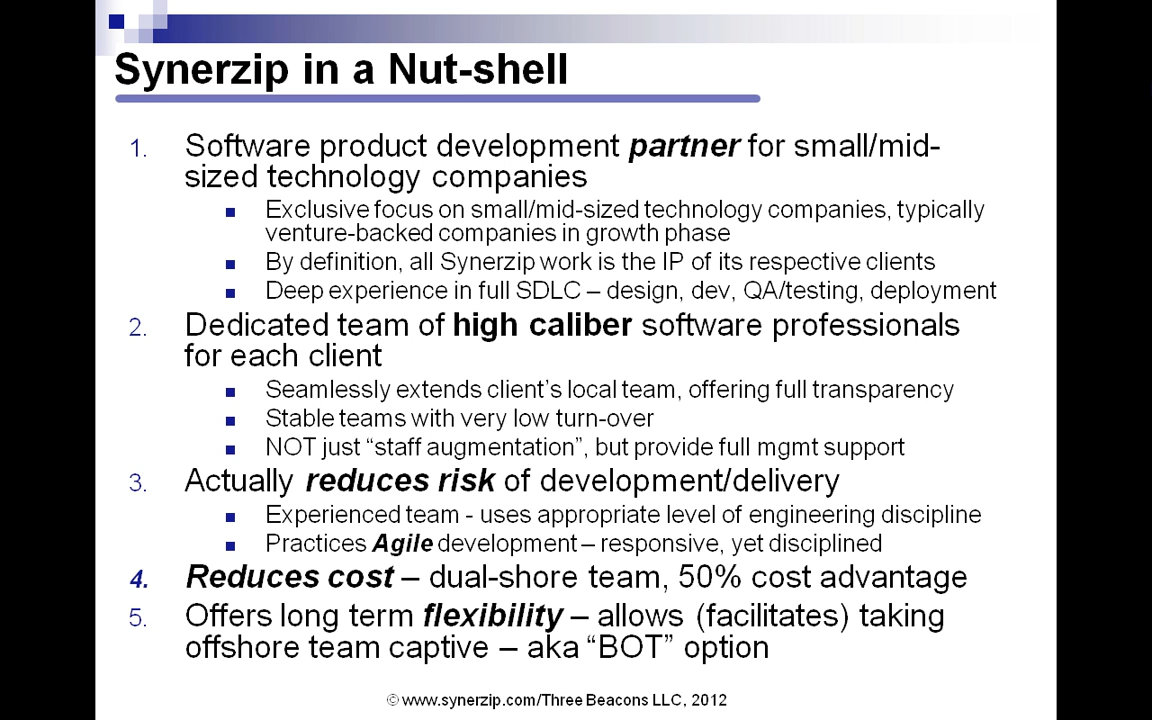 Synerzip in a Nut-shell
1. Software product development partner for small/mid-
sized technology companies
Exclusive focus on small/mid-sized technology companies, typically
venture-backed companies in growth phase
By definition, all Synerzip work is the IP of its respective clients
Deep experience in full SDLC – design, dev, QA/testing, deployment
2. Dedicated team of high caliber software professionals
for each client
Seamlessly extends client's local team, offering full transparency
Stable teams with very low turn-over
NOT just “staff augmentation”, but provide full mgmt support
3. Actually reduces risk of development/delivery
Experienced team - uses appropriate level of engineering discipline
Practices Agile development – responsive, yet disciplined
4. Reduces cost – dual-shore team, 50% cost advantage
5. Offers long term flexibility – allows (facilitates) taking
offshore team captive – aka “BOT” option
© www.synerzip.com/Three Beacons LLC, 2012